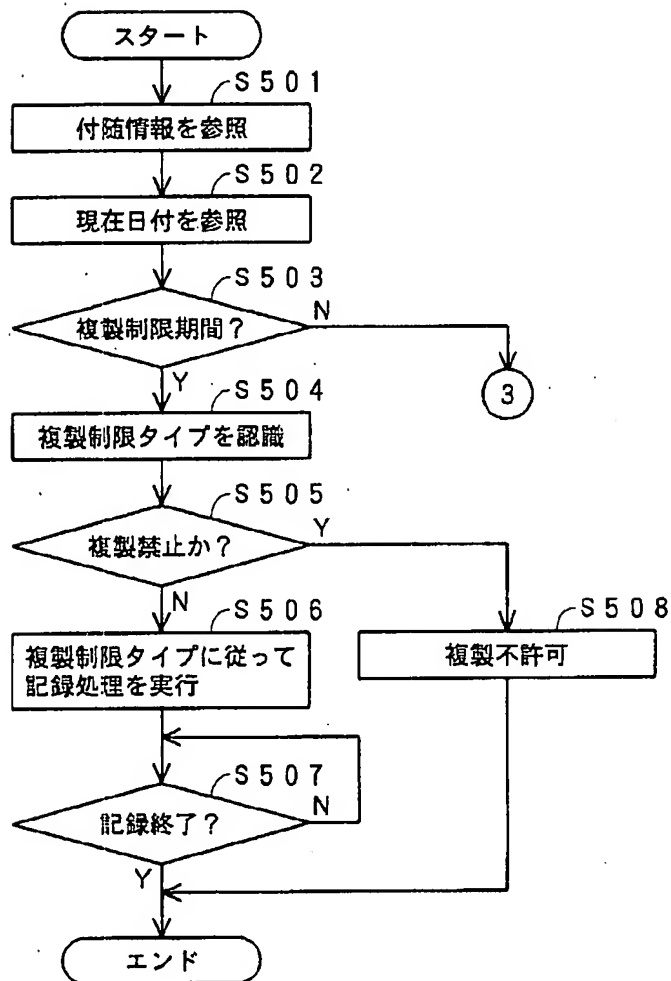 スタート
S501
付随情報を参照
S502
現在日付を参照
S503
複製制限期間?
N
Y
3
S504
複製制限タイプを認識
S505
複製禁止か?
Y
N
S506
S508
複製制限タイプに従って
記録処理を実行
複製不許可
S507
記録終了?
N
Y
エンド